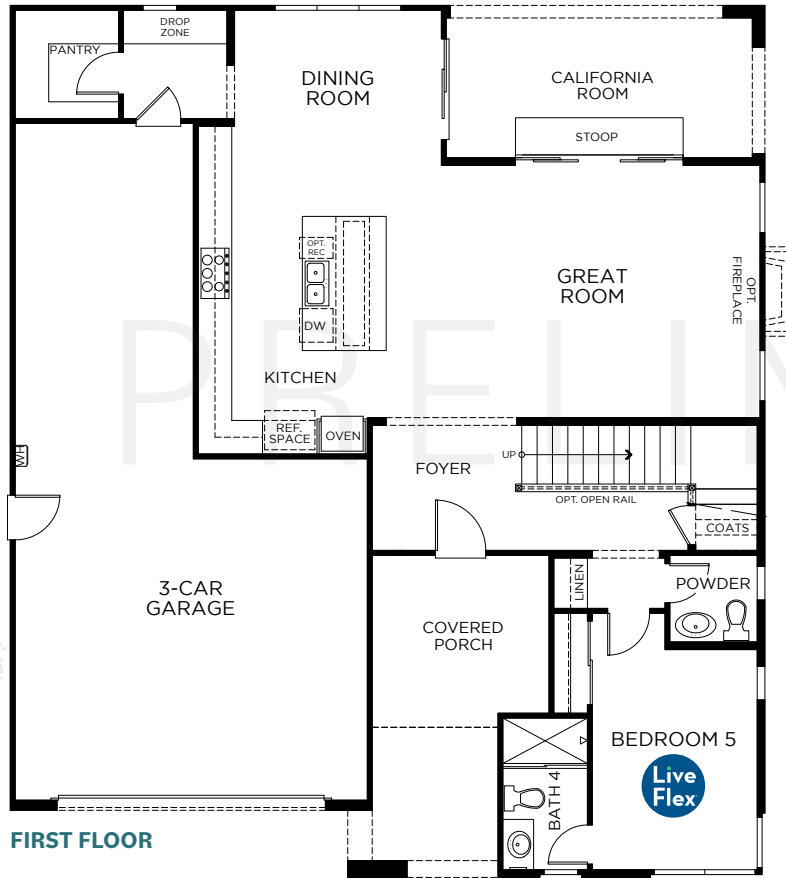 DROP
ZONE
PANTRY
DINING
ROOM
CALIFORNIA
ROOM
STOOP
OPT.
REC
GREAT
ROOM
OPT.
FIREPLACE
DW
PRELIN
KITCHEN
REF.
SPACE
OVEN
WH
FOYER
UP
OPT. OPEN RAIL
COATS
3-CAR
GARAGE
LINEN
POWDER
COVERED
PORCH
BEDROOM 5
Live
Flex
BATH 4
FIRST FLOOR